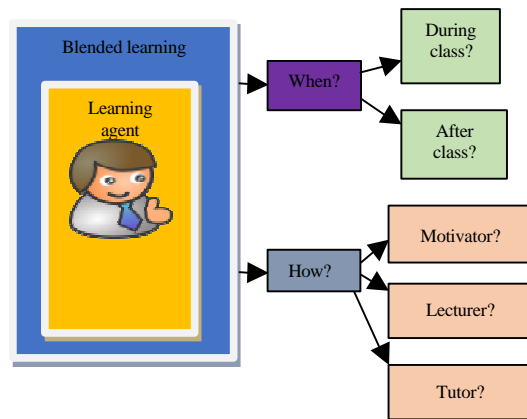 Blended learning
Learning
agent
When?
During
class?
After
class?
How?
Motivator?
Lecturer?
Tutor?